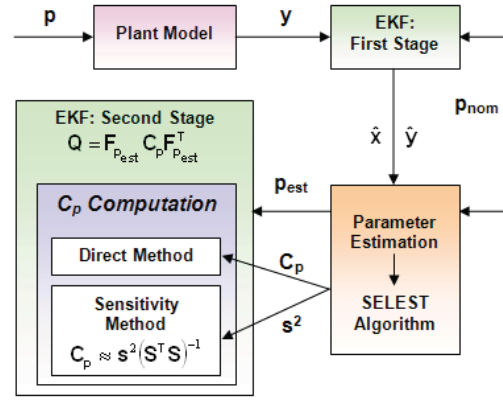 p
Plant Model
y
EKF:
First Stage
p_nom
x̂ ŷ
EKF: Second Stage
Q = F_{p_est} C_p F^T_{p_est}
C_p Computation
Direct Method
Sensitivity
Method
C_p ≈ s²(SᵀS)⁻¹
p_est
C_p
s²
Parameter
Estimation
SELEST
Algorithm